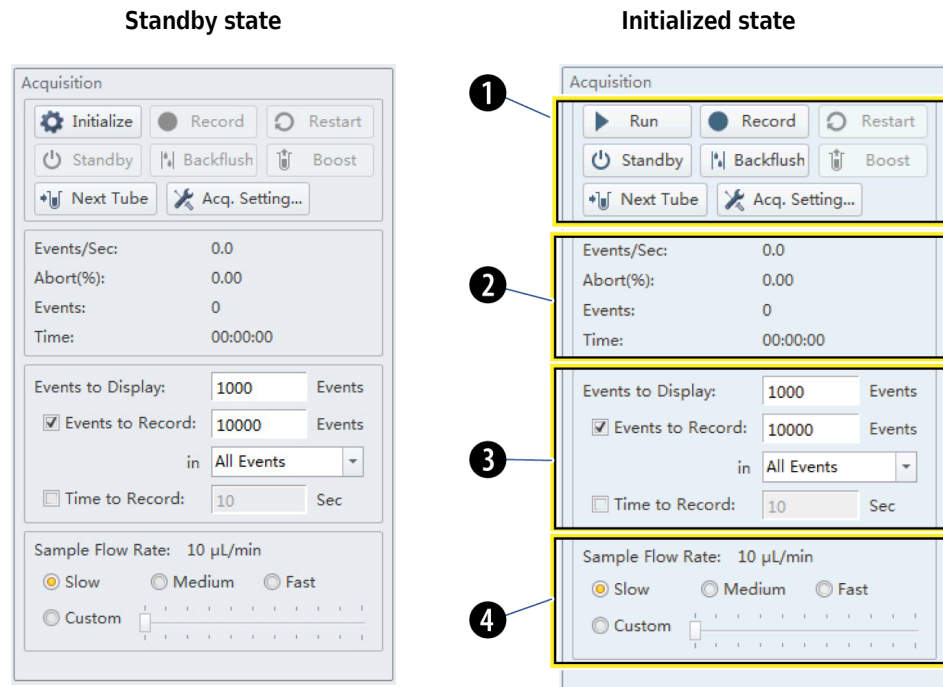 Standby state
Acquisition
Initialize Record Restart
Standby Backflush Boost
Next Tube Acq. Setting...
Events/Sec: 0.0
Abort(%): 0.00
Events: 0
Time: 00:00:00
Events to Display: 1000 Events
Events to Record: 10000 Events
in All Events
Time to Record: 10 Sec
Sample Flow Rate: 10 µL/min
Slow Medium Fast
Custom
Initialized state
Acquisition
1
Run Record Restart
Standby Backflush Boost
Next Tube Acq. Setting...
2
Events/Sec: 0.0
Abort(%): 0.00
Events: 0
Time: 00:00:00
3
Events to Display: 1000 Events
Events to Record: 10000 Events
in All Events
Time to Record: 10 Sec
4
Sample Flow Rate: 10 µL/min
Slow Medium Fast
Custom